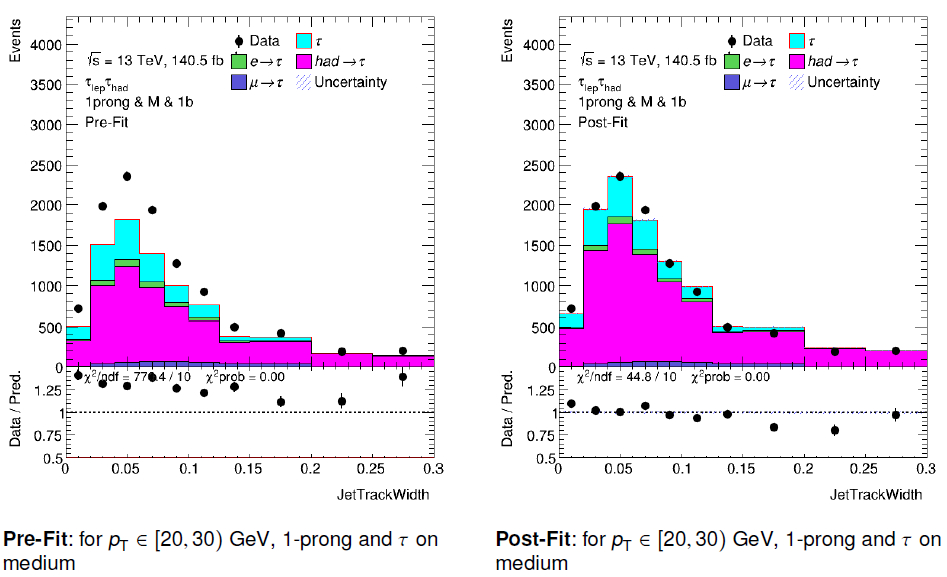 Events
4000
3500
3000
2500
2000
1500
1000
500
0
√s = 13 TeV, 140.5 fb
τlepτhad
1prong & M & 1b
Pre-Fit
Data
τ
e→τ
had→τ
μ→τ
Uncertainty
Data / Pred.
1.25
1
0.75
0.5
χ²/ndf = 77 .4 / 10 χ²prob = 0.00
0 0.05 0.1 0.15 0.2 0.25 0.3
JetTrackWidth
Pre-Fit: for pT ∈ [20, 30) GeV, 1-prong and τ on
medium
Events
4000
3500
3000
2500
2000
1500
1000
500
0
√s = 13 TeV, 140.5 fb
τlepτhad
1prong & M & 1b
Post-Fit
Data
τ
e→τ
had→τ
μ→τ
Uncertainty
Data / Pred.
1.25
1
0.75
0.5
χ²/ndf = 44.8 / 10 χ²prob = 0.00
0 0.05 0.1 0.15 0.2 0.25 0.3
JetTrackWidth
Post-Fit: for pT ∈ [20, 30) GeV, 1-prong and τ on
medium